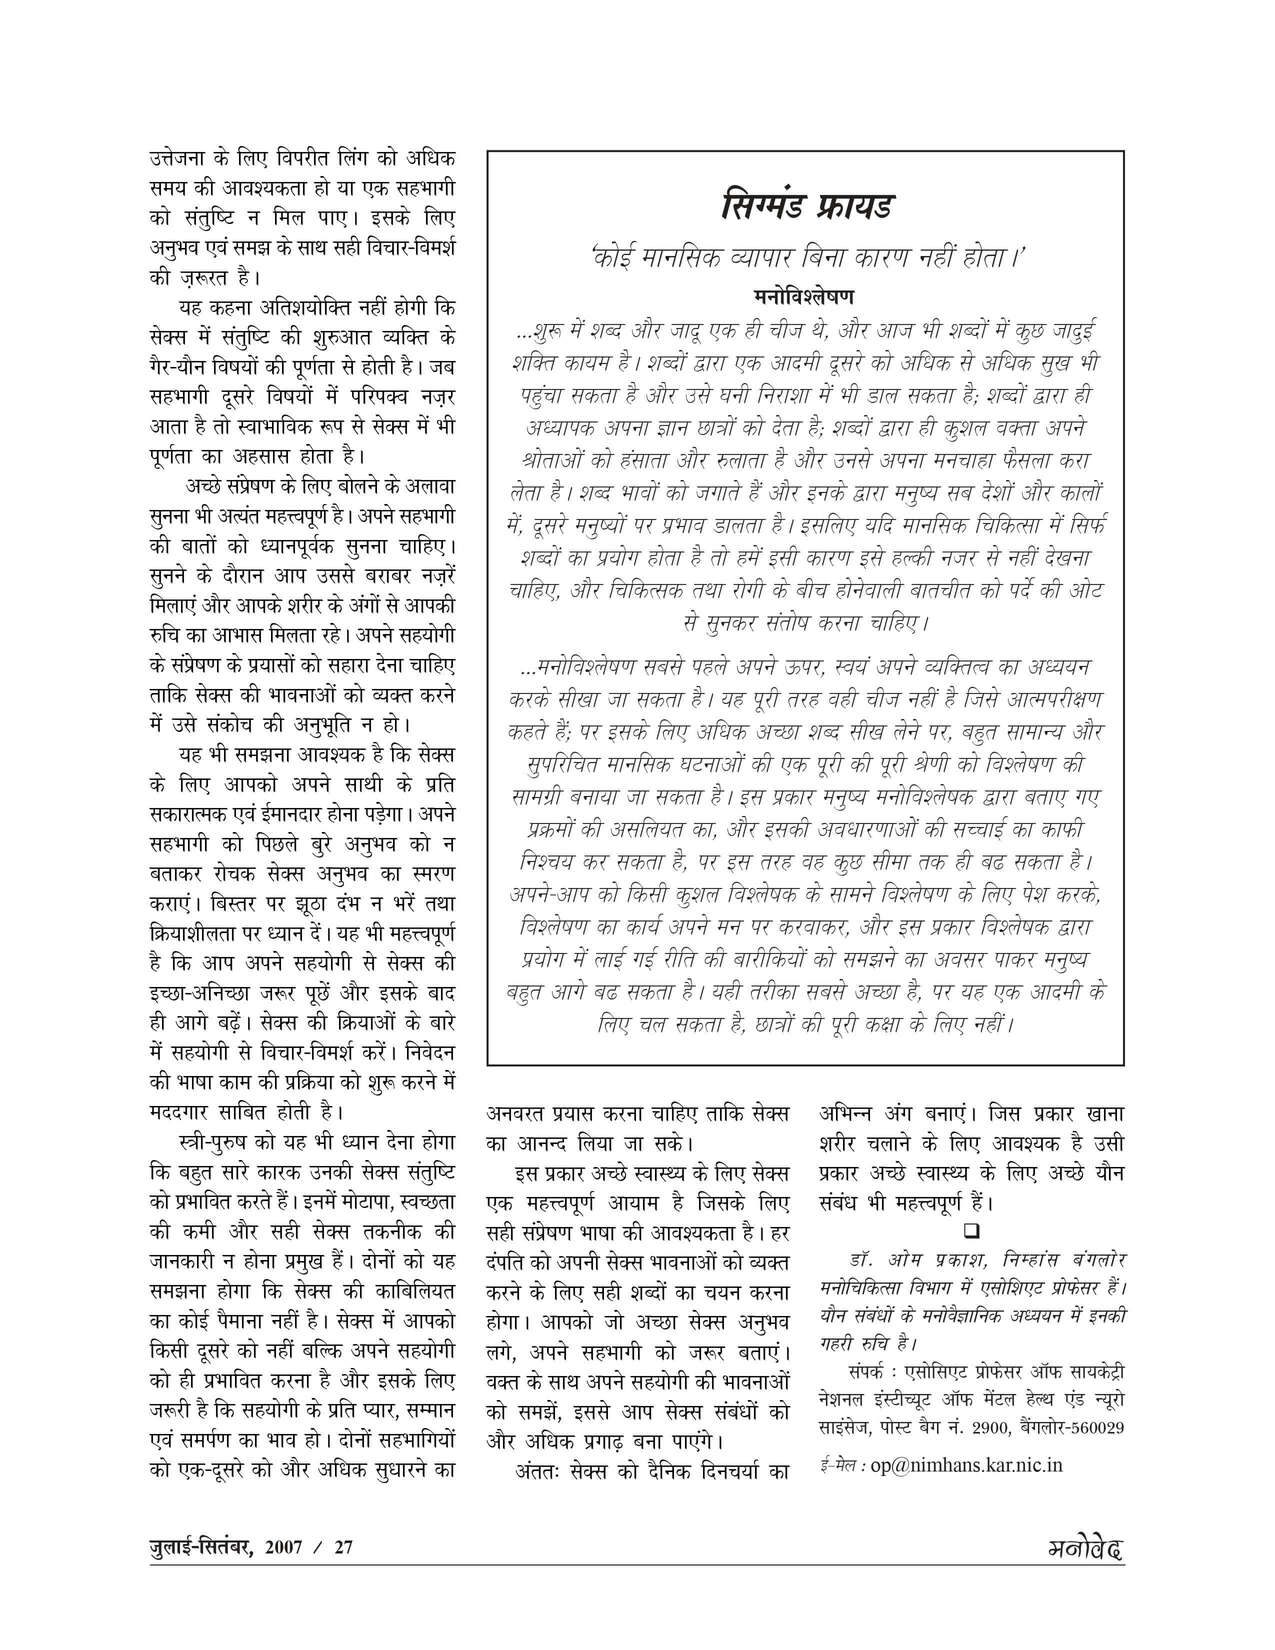 उत्तेजना के लिए विपरीत लिंग को अधिक
समय की आवश्यकता हो या एक सहभागी
को संतुष्टि न मिल पाए। इसके लिए
अनुभव एवं समझ के साथ सही विचार-विमर्श
की ज़रूरत है।
यह कहना अतिशयोक्ति नहीं होगी कि
सेक्स में संतुष्टि की शुरुआत व्यक्ति के
गैर-यौन विषयों की पूर्णता से होती है। जब
सहभागी दूसरे विषयों में परिपक्व नज़र
आता है तो स्वाभाविक रूप से सेक्स में भी
पूर्णता का अहसास होता है।
अच्छे संप्रेषण के लिए बोलने के अलावा
सुनना भी अत्यंत महत्त्वपूर्ण है। अपने सहभागी
की बातों को ध्यानपूर्वक सुनना चाहिए।
सुनने के दौरान आप उससे बराबर नज़रें
मिलाएं और आपके शरीर के अंगों से आपकी
रुचि का आभास मिलता रहे। अपने सहयोगी
के संप्रेषण के प्रयासों को सहारा देना चाहिए
ताकि सेक्स की भावनाओं को व्यक्त करने
में उसे संकोच की अनुभूति न हो।
यह भी समझना आवश्यक है कि सेक्स
के लिए आपको अपने साथी के प्रति
सकारात्मक एवं ईमानदार होना पड़ेगा। अपने
सहभागी को पिछले बुरे अनुभव को न
बताकर रोचक सेक्स अनुभव का स्मरण
कराएं। बिस्तर पर झूठा दंभ न भरें तथा
क्रियाशीलता पर ध्यान दें। यह भी महत्त्वपूर्ण
है कि आप अपने सहयोगी से सेक्स की
इच्छा-अनिच्छा जरूर पूछें और इसके बाद
ही आगे बढ़ें। सेक्स की क्रियाओं के बारे
में सहयोगी से विचार-विमर्श करें। निवेदन
की भाषा काम की प्रक्रिया को शुरू करने में
मददगार साबित होती है।
स्त्री-पुरुष को यह भी ध्यान देना होगा
कि बहुत सारे कारक उनकी सेक्स संतुष्टि
को प्रभावित करते हैं। इनमें मोटापा, स्वच्छता
की कमी और सही सेक्स तकनीक की
जानकारी न होना प्रमुख हैं। दोनों को यह
समझना होगा कि सेक्स की काबिलियत
का कोई पैमाना नहीं है। सेक्स में आपको
किसी दूसरे को नहीं बल्कि अपने सहयोगी
को ही प्रभावित करना है और इसके लिए
जरूरी है कि सहयोगी के प्रति प्यार, सम्मान
एवं समर्पण का भाव हो। दोनों सहभागियों
को एक-दूसरे को और अधिक सुधारने का
सिग्मंड फ्रायड
‘कोई मानसिक व्यापार बिना कारण नहीं होता।’
मनोविश्लेषण
...शुरू में शब्द और जादू एक ही चीज थे, और आज भी शब्दों में कुछ जादुई
शक्ति कायम है। शब्दों द्वारा एक आदमी दूसरे को अधिक से अधिक सुख भी
पहुंचा सकता है और उसे घनी निराशा में भी डाल सकता है; शब्दों द्वारा ही
अध्यापक अपना ज्ञान छात्रों को देता है; शब्दों द्वारा ही कुशल वक्ता अपने
श्रोताओं को हंसाता और रुलाता है और उनसे अपना मनचाहा फैसला करा
लेता है। शब्द भावों को जगाते हैं और इनके द्वारा मनुष्य सब देशों और कालों
में, दूसरे मनुष्यों पर प्रभाव डालता है। इसलिए यदि मानसिक चिकित्सा में सिर्फ
शब्दों का प्रयोग होता है तो हमें इसी कारण इसे हल्की नजर से नहीं देखना
चाहिए, और चिकित्सक तथा रोगी के बीच होनेवाली बातचीत को पर्दे की ओट
से सुनकर संतोष करना चाहिए।
...मनोविश्लेषण सबसे पहले अपने ऊपर, स्वयं अपने व्यक्तित्व का अध्ययन
करके सीखा जा सकता है। यह पूरी तरह वही चीज नहीं है जिसे आत्मपरीक्षण
कहते हैं; पर इसके लिए अधिक अच्छा शब्द सीख लेने पर, बहुत सामान्य और
सुपरिचित मानसिक घटनाओं की एक पूरी की पूरी श्रेणी को विश्लेषण की
सामग्री बनाया जा सकता है। इस प्रकार मनुष्य मनोविश्लेषक द्वारा बताए गए
प्रक्रमों की असलियत का, और इसकी अवधारणाओं की सच्चाई का काफी
निश्चय कर सकता है, पर इस तरह वह कुछ सीमा तक ही बढ सकता है।
अपने-आप को किसी कुशल विश्लेषक के सामने विश्लेषण के लिए पेश करके,
विश्लेषण का कार्य अपने मन पर करवाकर, और इस प्रकार विश्लेषक द्वारा
प्रयोग में लाई गई रीति की बारीकियों को समझने का अवसर पाकर मनुष्य
बहुत आगे बढ सकता है। यही तरीका सबसे अच्छा है, पर यह एक आदमी के
लिए चल सकता है, छात्रों की पूरी कक्षा के लिए नहीं।
अनवरत प्रयास करना चाहिए ताकि सेक्स
का आनन्द लिया जा सके।
इस प्रकार अच्छे स्वास्थ्य के लिए सेक्स
एक महत्त्वपूर्ण आयाम है जिसके लिए
सही संप्रेषण भाषा की आवश्यकता है। हर
दंपति को अपनी सेक्स भावनाओं को व्यक्त
करने के लिए सही शब्दों का चयन करना
होगा। आपको जो अच्छा सेक्स अनुभव
लगे, अपने सहभागी को जरूर बताएं।
वक्त के साथ अपने सहयोगी की भावनाओं
को समझें, इससे आप सेक्स संबंधों को
और अधिक प्रगाढ़ बना पाएंगे।
अंततः सेक्स को दैनिक दिनचर्या का
अभिन्न अंग बनाएं। जिस प्रकार खाना
शरीर चलाने के लिए आवश्यक है उसी
प्रकार अच्छे स्वास्थ्य के लिए अच्छे यौन
संबंध भी महत्त्वपूर्ण हैं।
❑
डॉ. ओम प्रकाश, निम्हांस बंगलोर
मनोचिकित्सा विभाग में एसोशिएट प्रोफेसर हैं।
यौन संबंधों के मनोवैज्ञानिक अध्ययन में इनकी
गहरी रुचि है।
संपर्क : एसोसिएट प्रोफेसर ऑफ सायकेट्री
नेशनल इंस्टीच्यूट ऑफ मेंटल हेल्थ एंड न्यूरो
साइंसेज, पोस्ट बैग नं. 2900, बैंगलोर-560029
ई-मेल : op@nimhans.kar.nic.in
जुलाई-सितंबर, 2007 / 27
मनोवेद